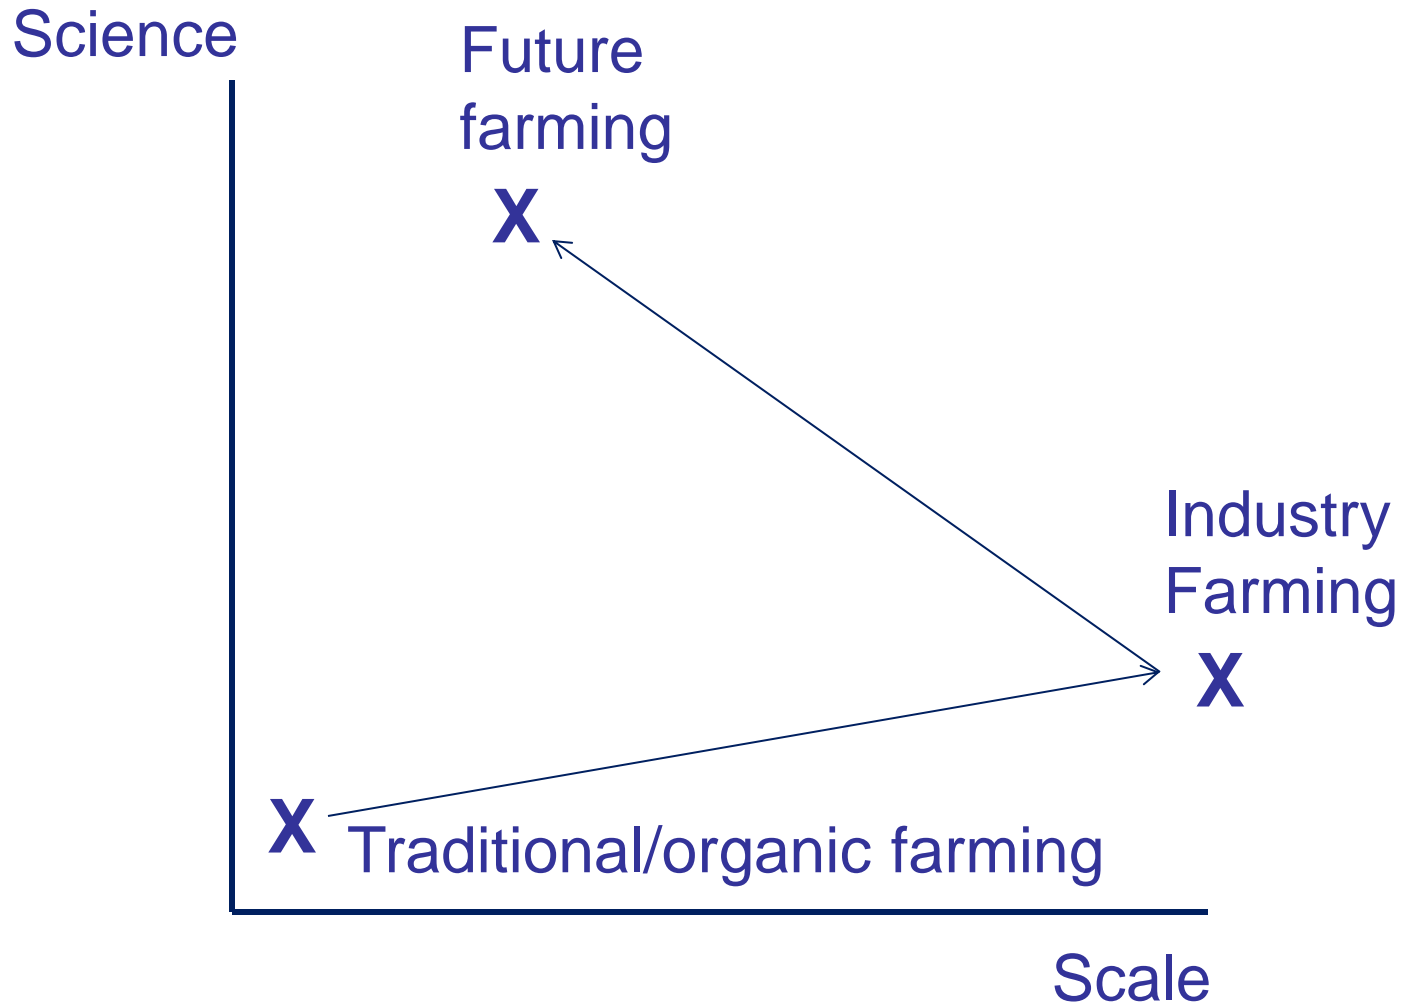 Science
Future
farming
X
Industry
Farming
X
X
Traditional/organic farming
Scale